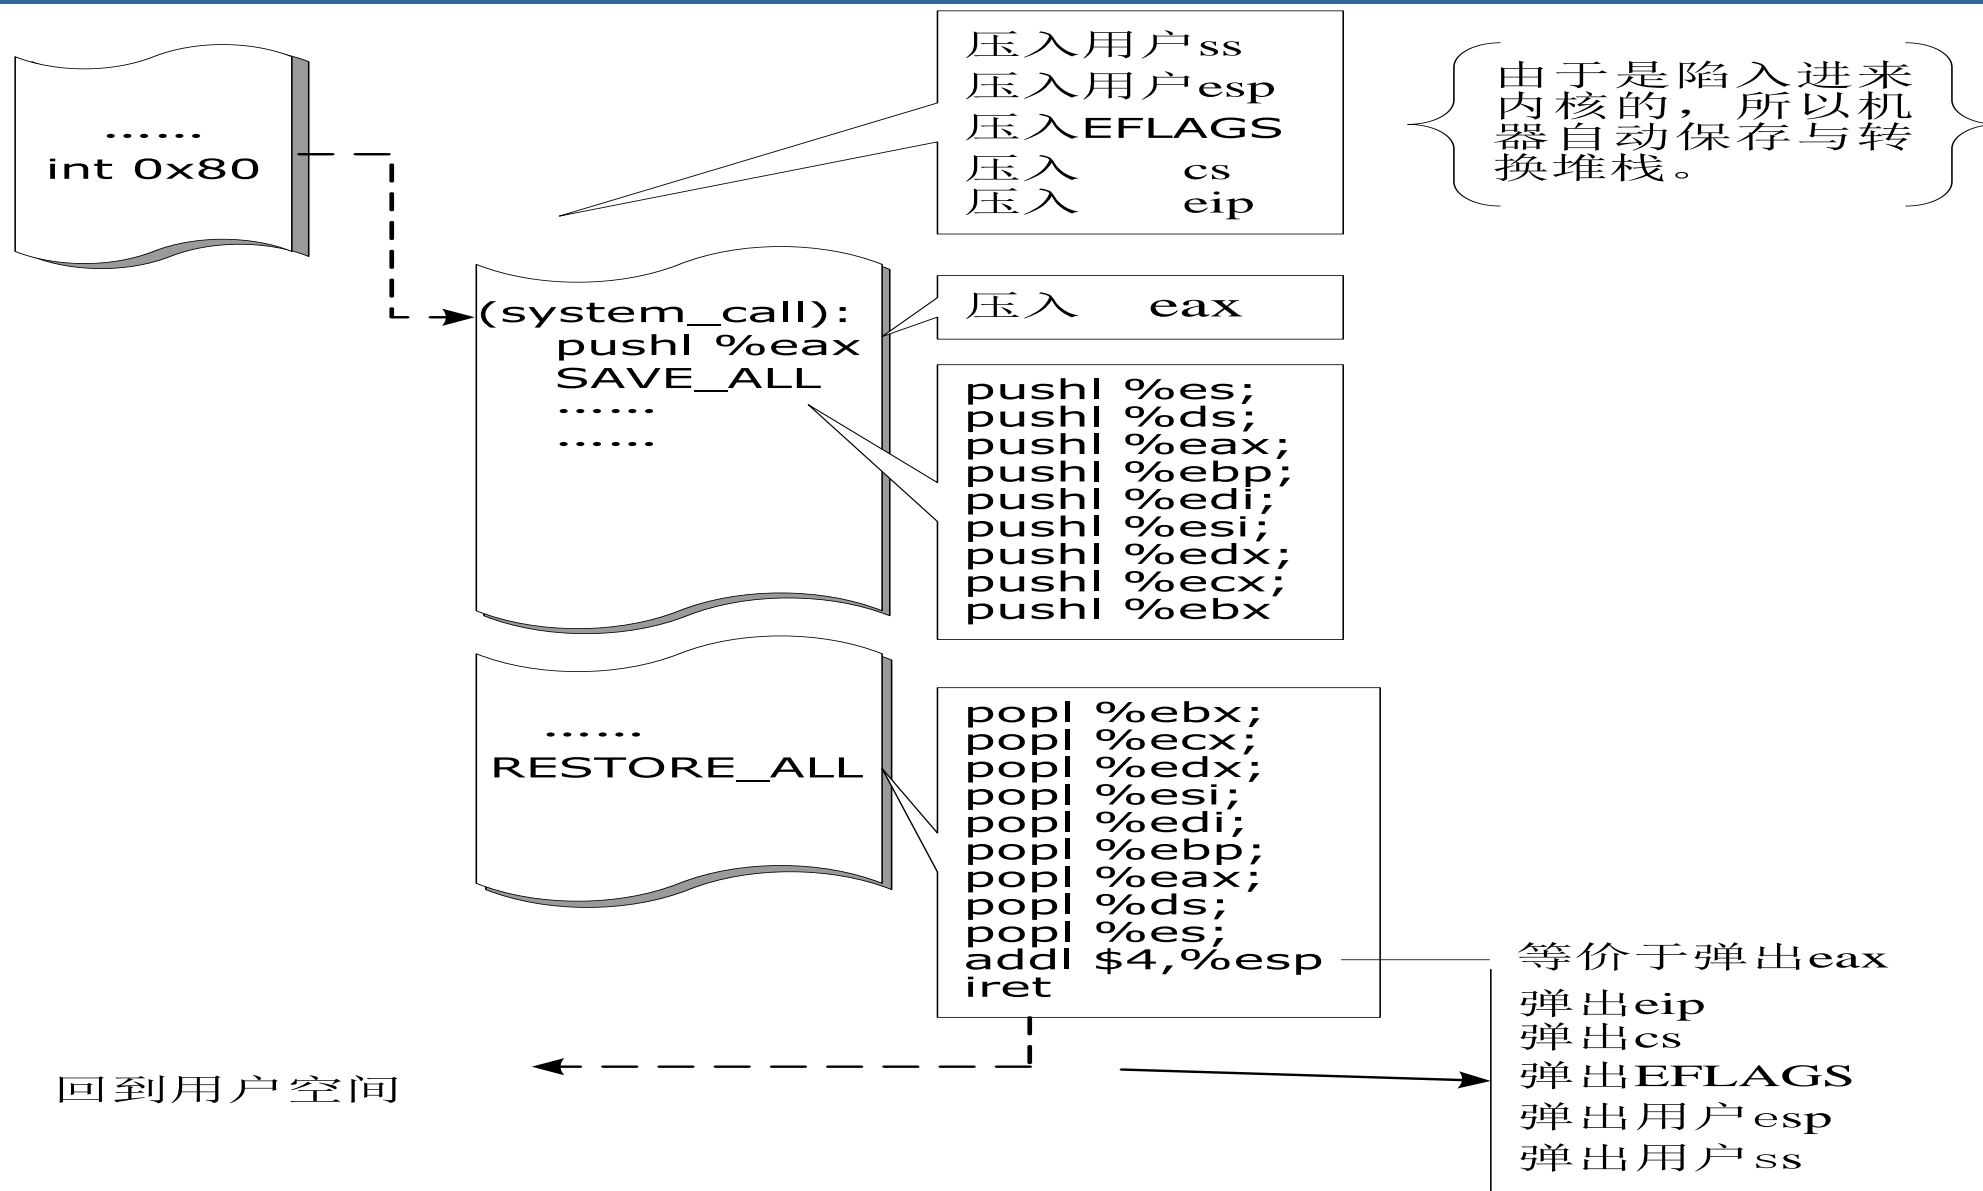 ......
int 0x80
压入用户ss
压入用户esp
压入EFLAGS
压入 cs
压入 eip
由于是陷入进来
内核的，所以机
器自动保存与转
换堆栈。
(system_call):
pushl %eax
SAVE_ALL
......
......
压入 eax
pushl %es;
pushl %ds;
pushl %eax;
pushl %ebp;
pushl %edi;
pushl %esi;
pushl %edx;
pushl %ecx;
pushl %ebx
......
RESTORE_ALL
popl %ebx;
popl %ecx;
popl %edx;
popl %esi;
popl %edi;
popl %ebp;
popl %eax;
popl %ds;
popl %es;
addl $4,%esp
iret
等价于弹出eax
弹出eip
弹出cs
弹出EFLAGS
弹出用户esp
弹出用户ss
回到用户空间